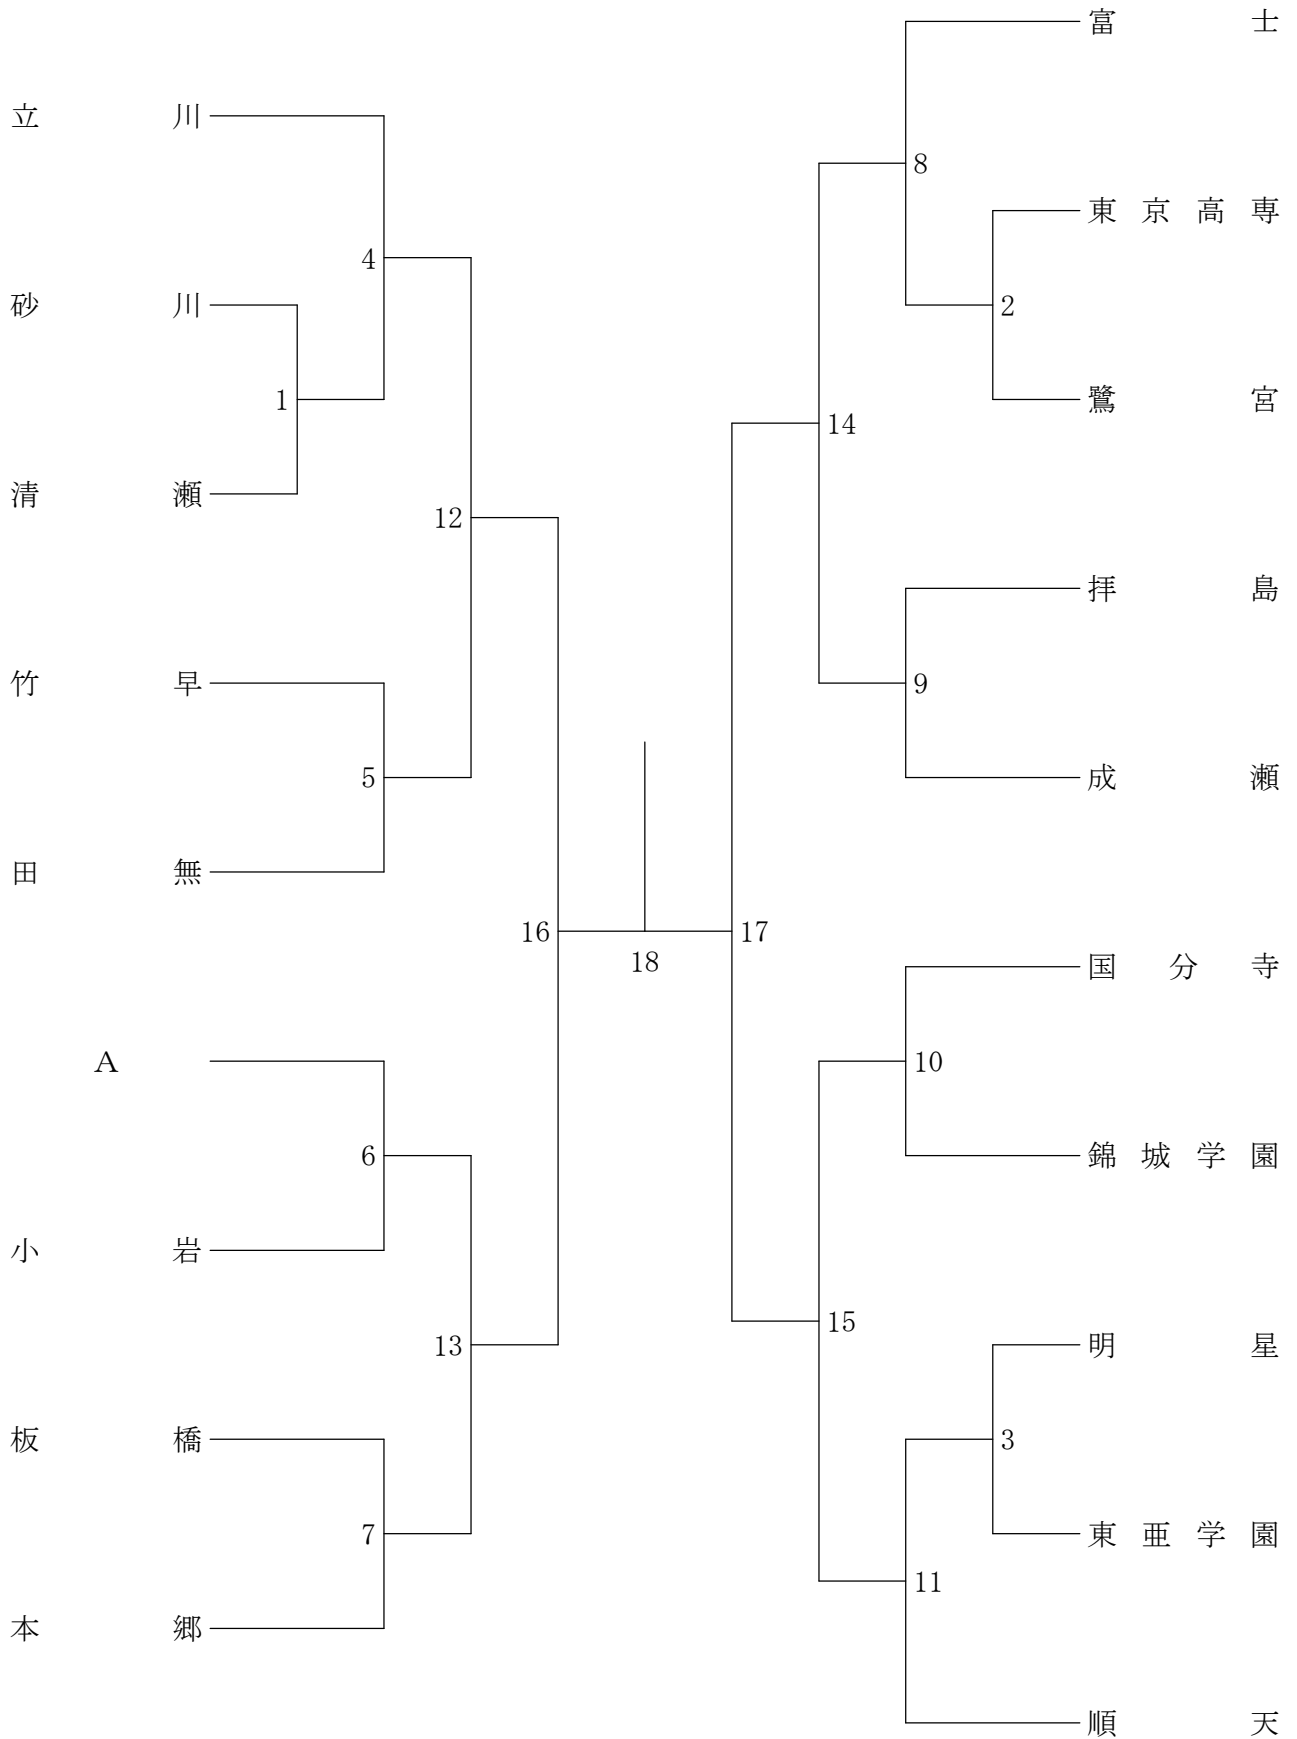 立川
砂川
清瀬
竹早
田無
A
小岩
板橋
本郷
4
1
12
5
16
6
13
7
18
富士
東京高専
鷺宮
拝島
成瀬
国分寺
錦城学園
明星
東亜学園
順天
8
2
14
9
17
10
15
3
11